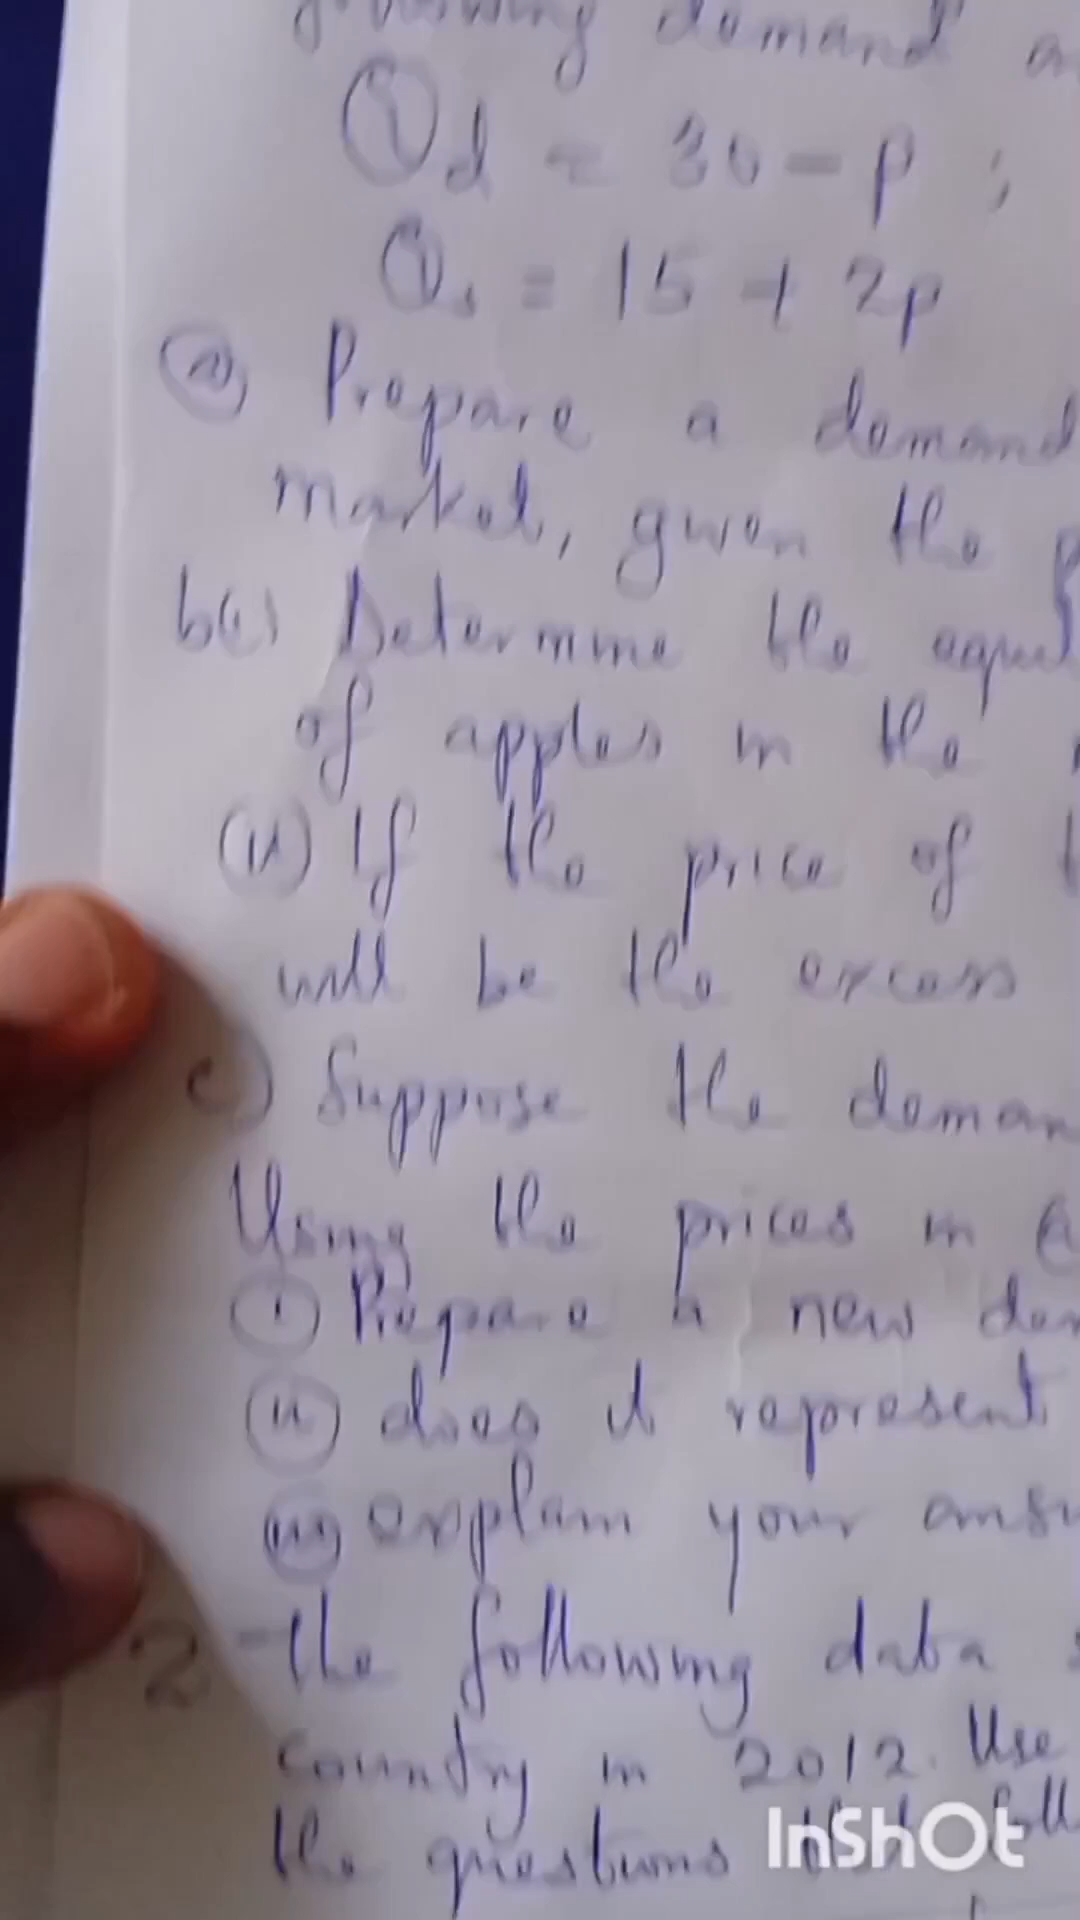 following demand
Qd = 30 - p ;
Qs = 15 + 2p
a) Prepare a demand
market, given the
b(i) Determine the
of apples in the
(ii) If the price of
will be the excess
c) Suppose the
Using the prices in
(i) Prepare a new
(ii) does it represent
(iii) explain your
2 The following data
country in 2012. Use
the questions
InShOt